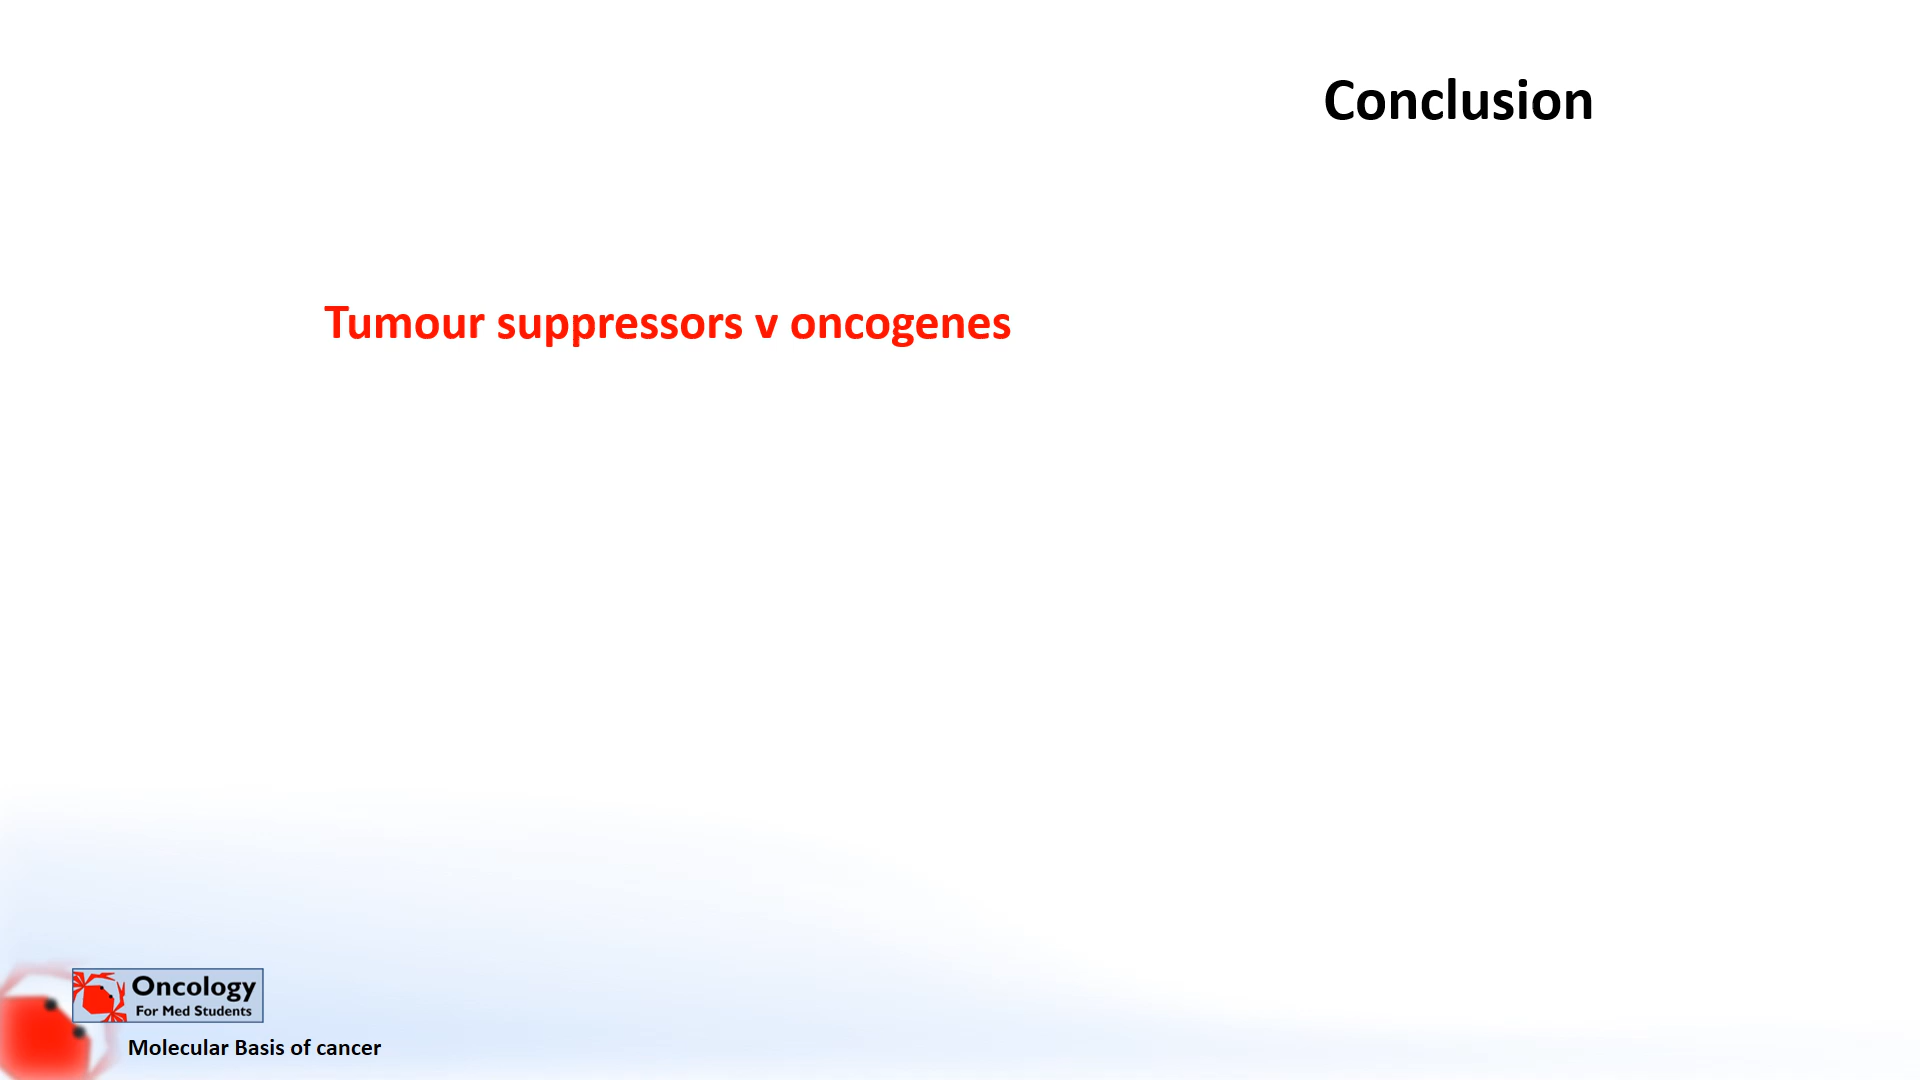 Conclusion
Tumour suppressors v oncogenes
Oncology
For Med Students
Molecular Basis of cancer